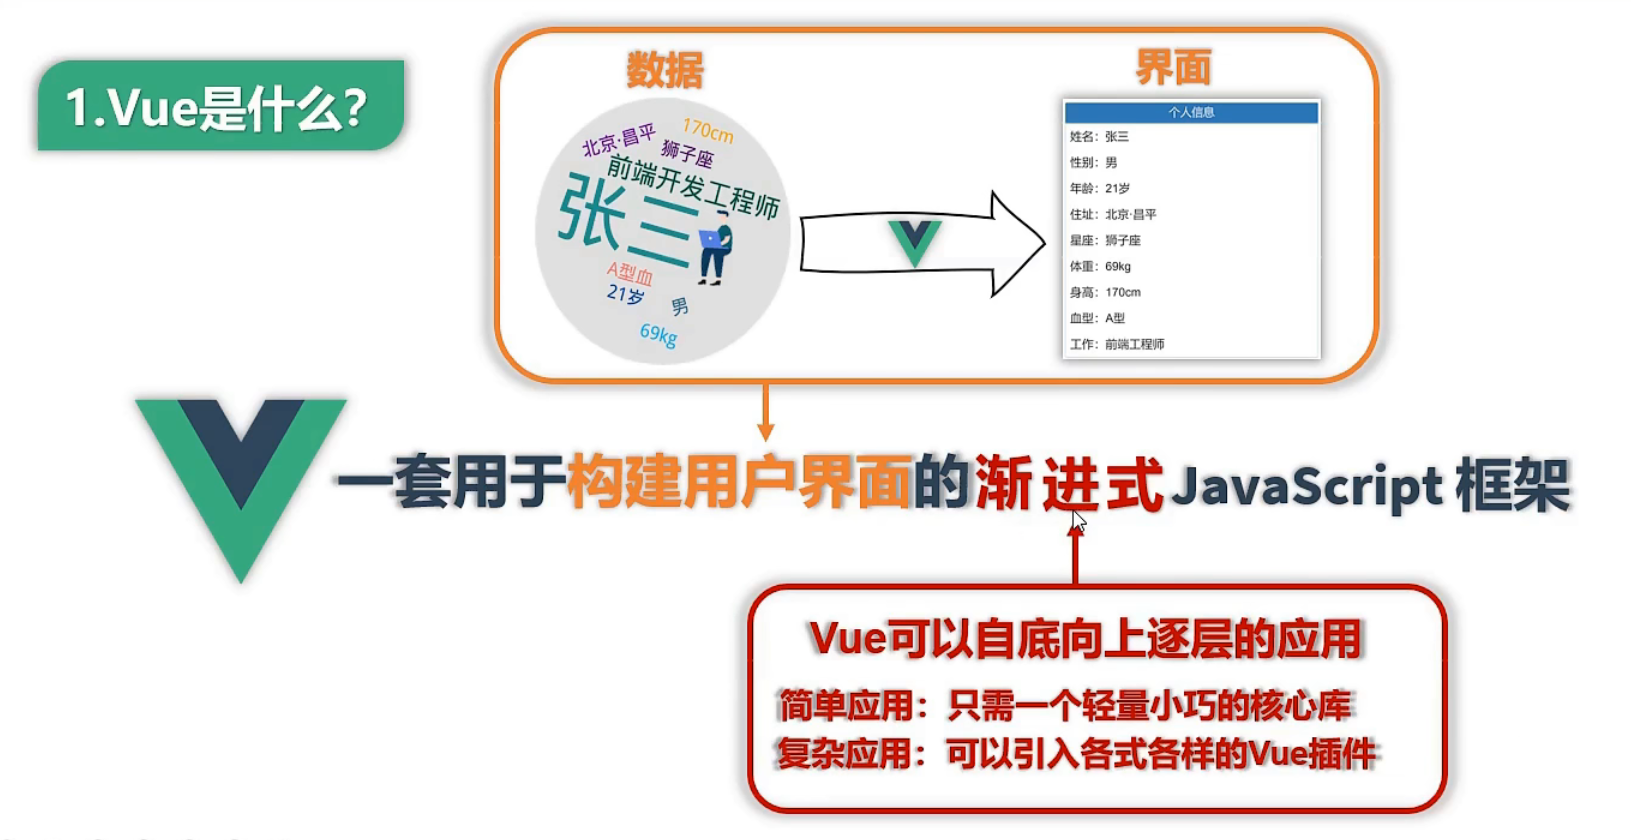 1.Vue是什么？
数据
界面
北京·昌平
170cm
狮子座
前端开发工程师
张三
A型血
21岁
男
69kg
个人信息
姓名：张三
性别：男
年龄：21岁
住址：北京·昌平
星座：狮子座
体重：69kg
身高：170cm
血型：A型
工作：前端工程师
一套用于构建用户界面的渐进式JavaScript 框架
Vue可以自底向上逐层的应用
简单应用：只需一个轻量小巧的核心库
复杂应用：可以引入各式各样的Vue插件